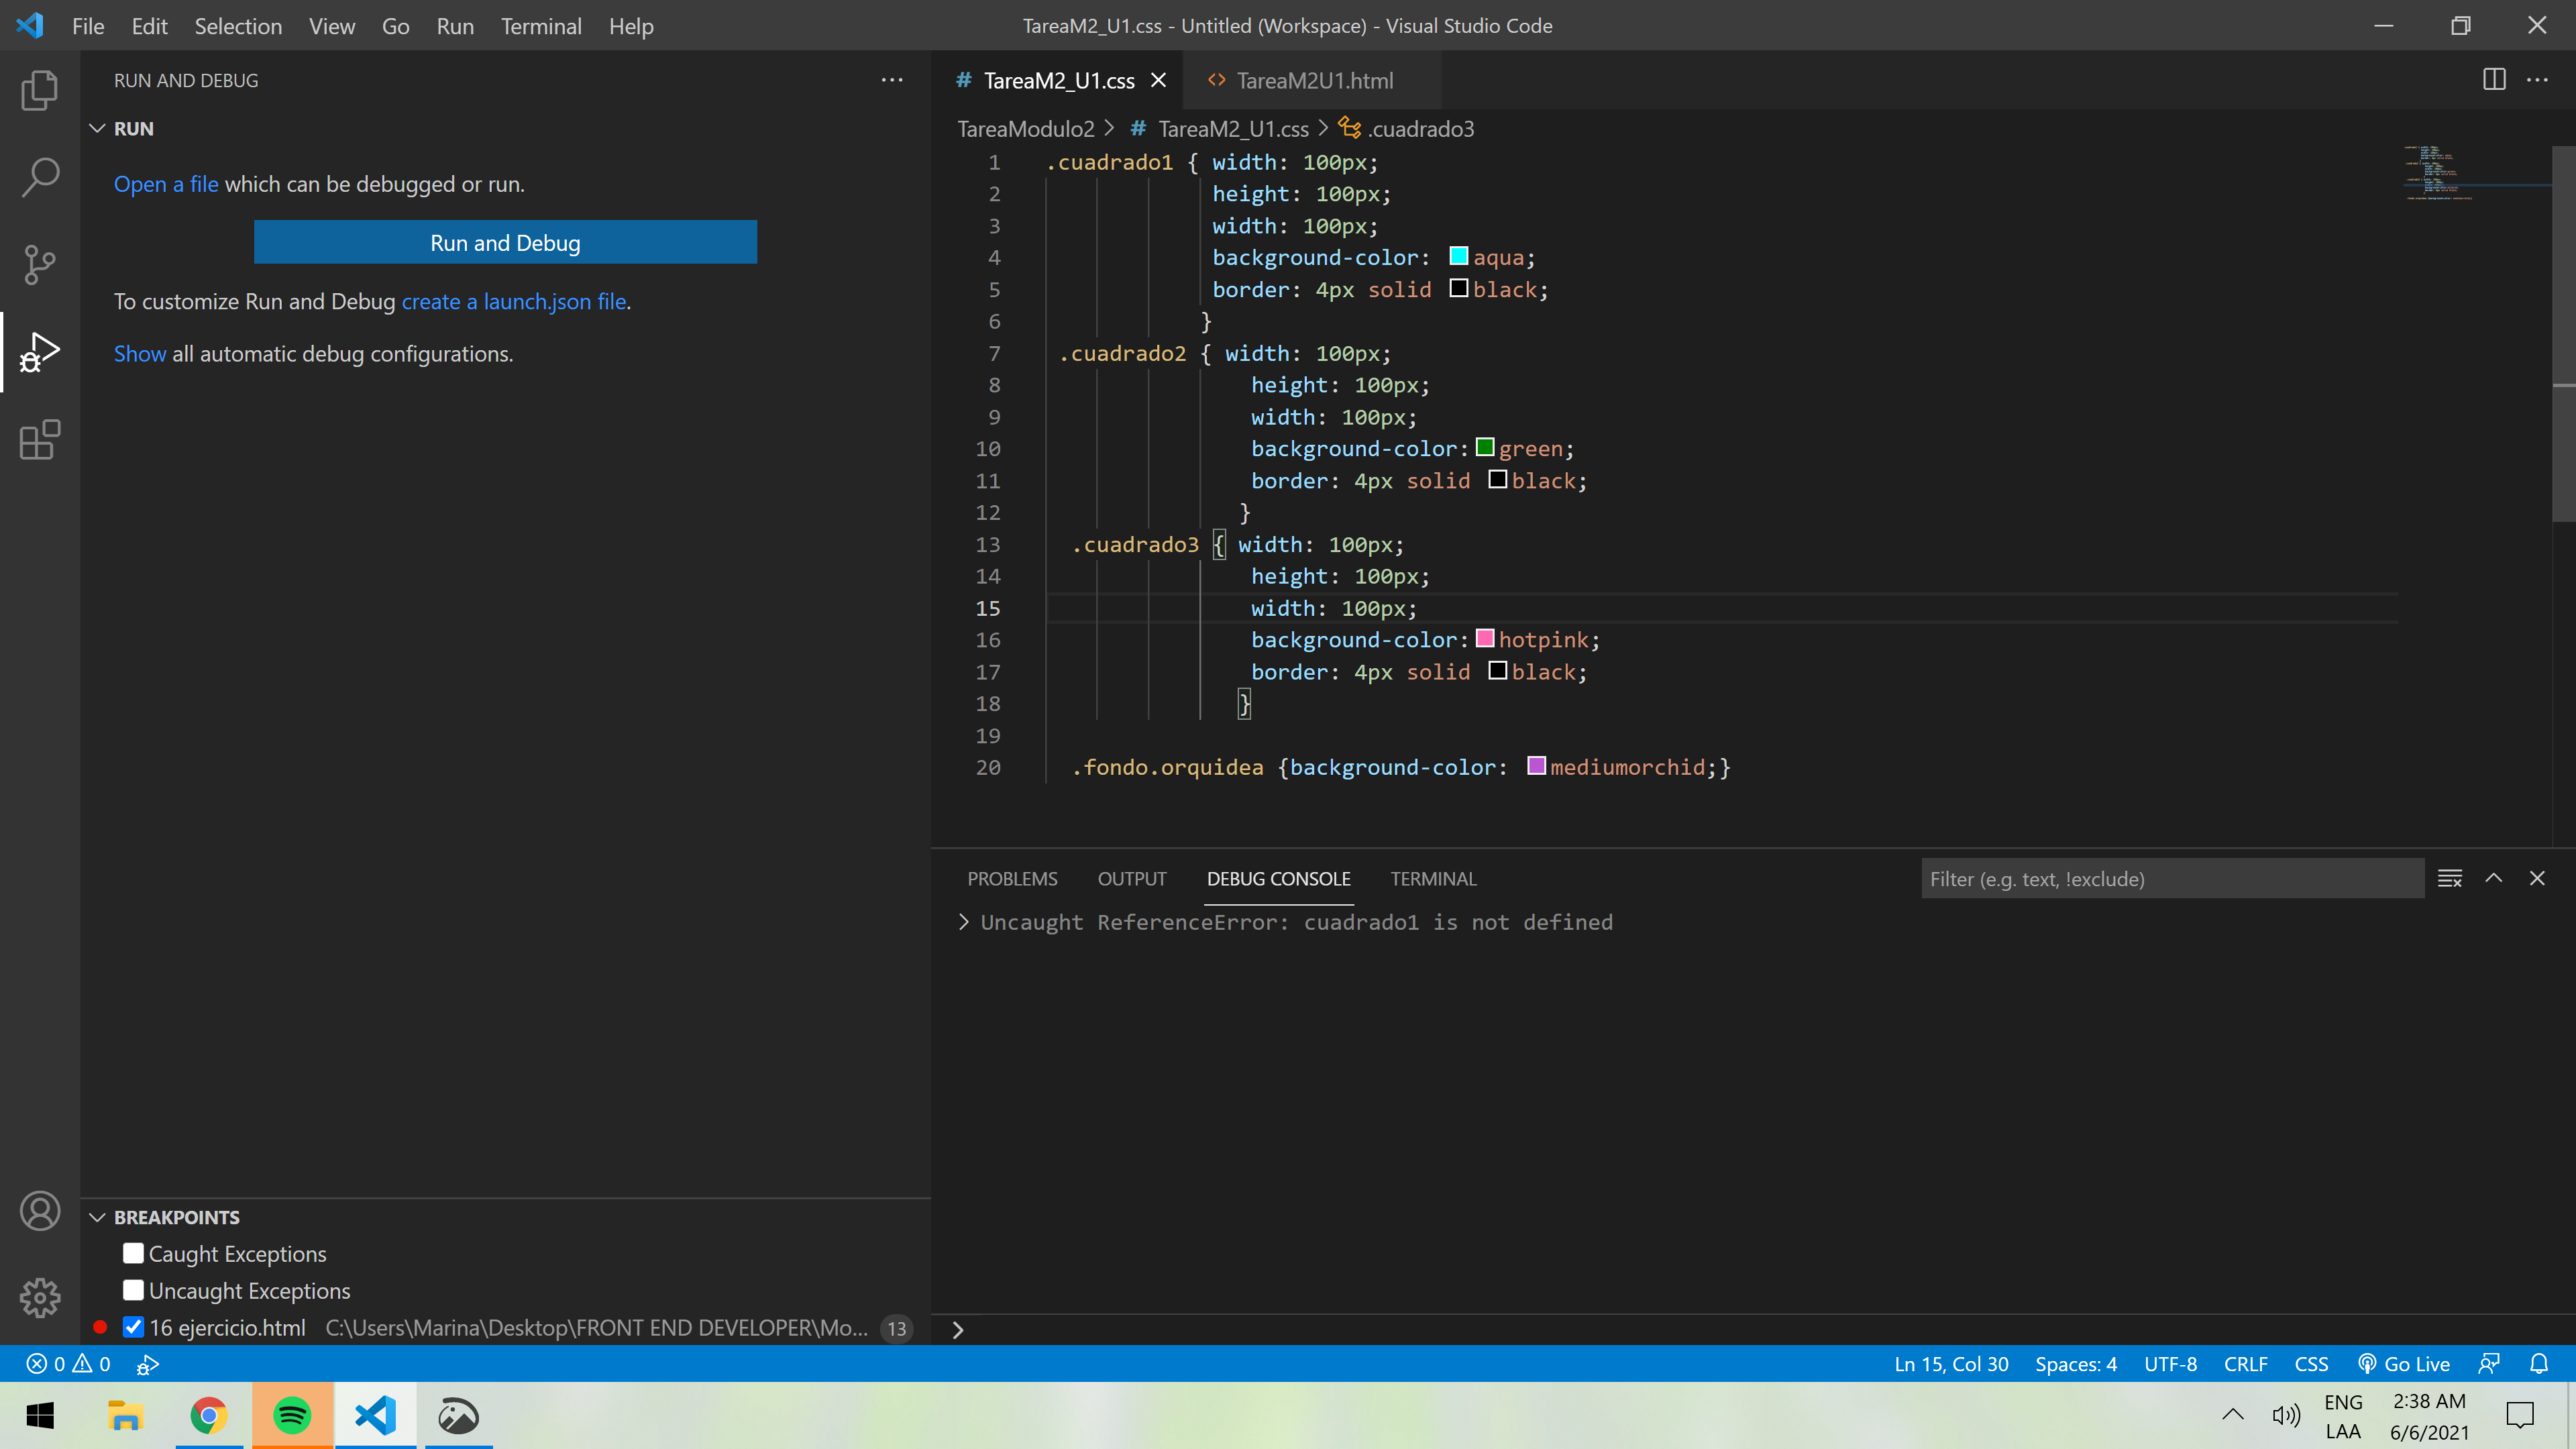 File Edit Selection View Go Run Terminal Help
TareaM2_U1.css - Untitled (Workspace) - Visual Studio Code
RUN AND DEBUG
RUN
Open a file which can be debugged or run.
Run and Debug
To customize Run and Debug create a launch.json file.
Show all automatic debug configurations.
BREAKPOINTS
Caught Exceptions
Uncaught Exceptions
16 ejercicio.html C:\Users\Marina\Desktop\FRONT END DEVELOPER\Mo... 13
# TareaM2_U1.css
<> TareaM2U1.html
TareaModulo2 > # TareaM2_U1.css > .cuadrado3
1 .cuadrado1 { width: 100px;
2 height: 100px;
3 width: 100px;
4 background-color: aqua;
5 border: 4px solid black;
6 }
7 .cuadrado2 { width: 100px;
8 height: 100px;
9 width: 100px;
10 background-color: green;
11 border: 4px solid black;
12 }
13 .cuadrado3 { width: 100px;
14 height: 100px;
15 width: 100px;
16 background-color: hotpink;
17 border: 4px solid black;
18 }
19
20 .fondo.orquidea {background-color: mediumorchid;}
PROBLEMS OUTPUT DEBUG CONSOLE TERMINAL
Filter (e.g. text, !exclude)
> Uncaught ReferenceError: cuadrado1 is not defined
>
0 0
Ln 15, Col 30 Spaces: 4 UTF-8 CRLF CSS Go Live
ENG
LAA
2:38 AM
6/6/2021